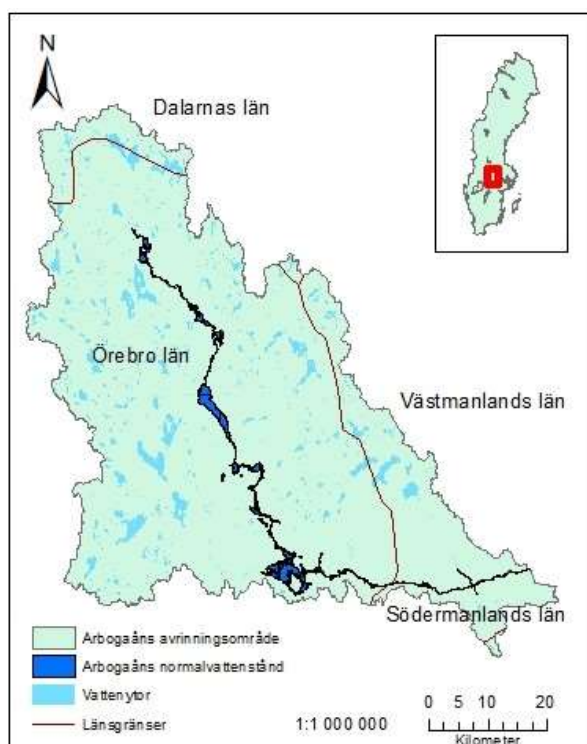 N
Dalarnas län
Örebro län
Västmanlands län
Södermanlands län
Arbogaåns avrinningsområde
Arbogaåns normalvattenstånd
Vattenytor
Länsgränser
1:1 000 000
0 5 10 20
Kilometer